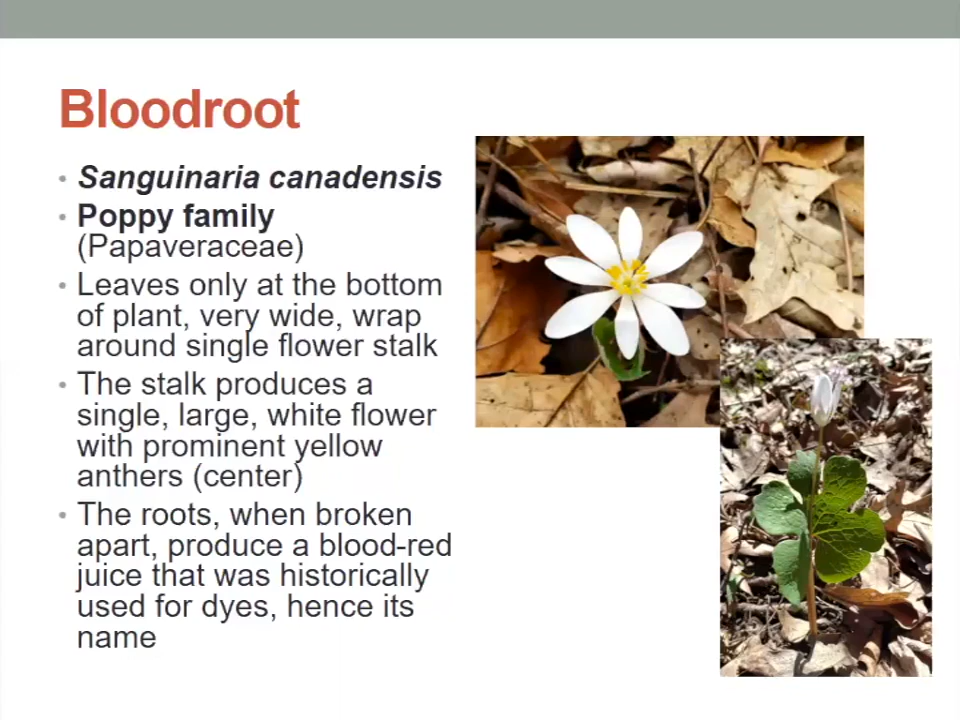 Bloodroot
• Sanguinaria canadensis
• Poppy family
(Papaveraceae)
• Leaves only at the bottom
of plant, very wide, wrap
around single flower stalk
• The stalk produces a
single, large, white flower
with prominent yellow
anthers (center)
• The roots, when broken
apart, produce a blood-red
juice that was historically
used for dyes, hence its
name